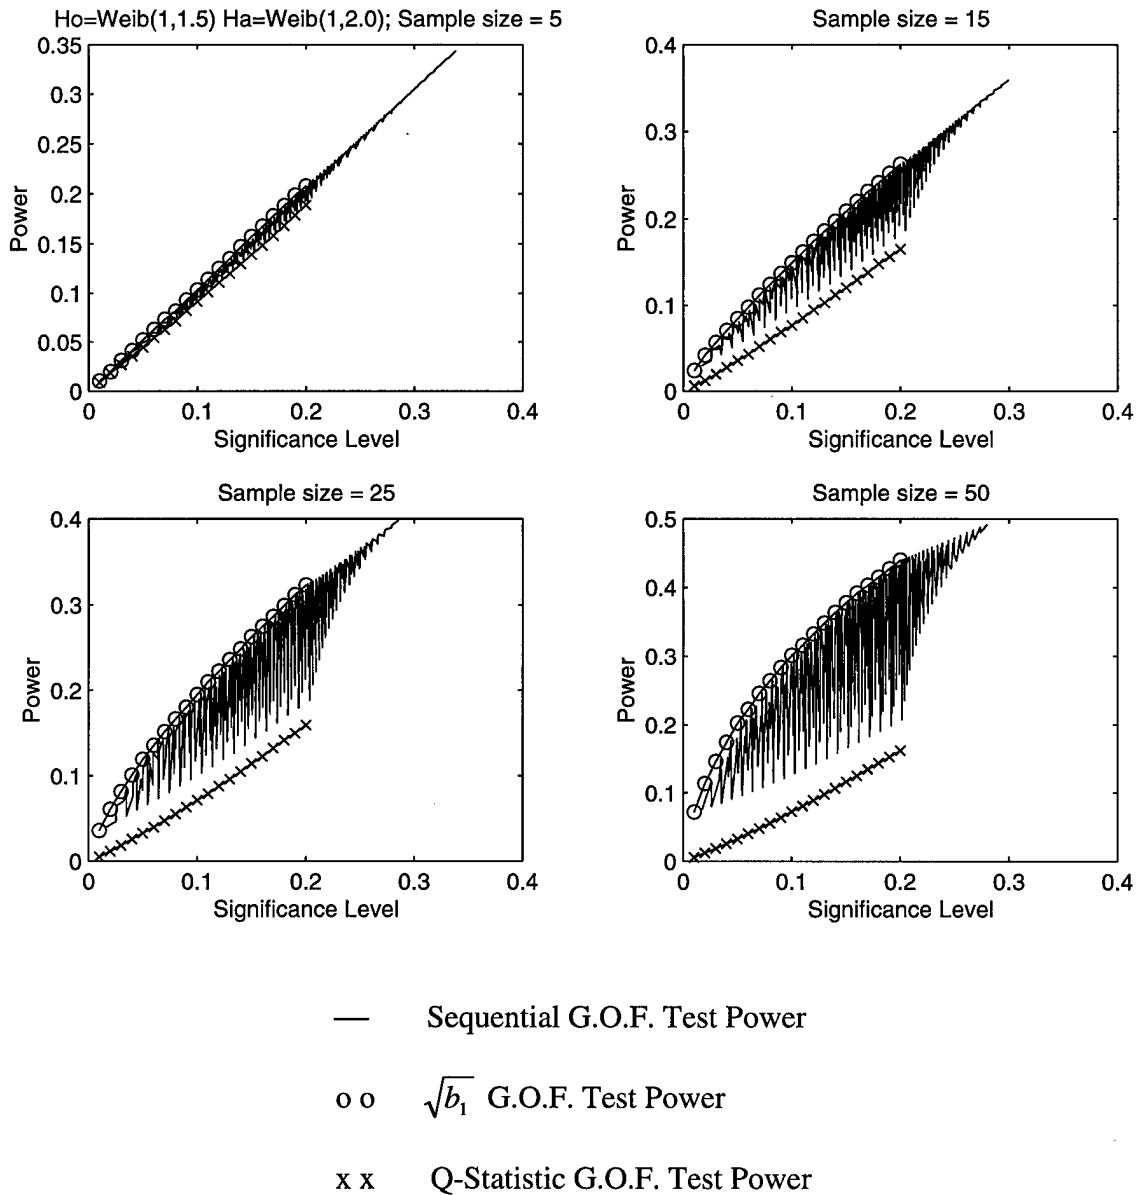 Ho=Weib(1,1.5) Ha=Weib(1,2.0); Sample size = 5
0.35
0.3
0.25
0.2
0.15
0.1
0.05
0
Power
0 0.1 0.2 0.3 0.4
Significance Level
Sample size = 15
0.4
0.3
0.2
0.1
0
Power
0 0.1 0.2 0.3 0.4
Significance Level
Sample size = 25
0.4
0.3
0.2
0.1
0
Power
0 0.1 0.2 0.3 0.4
Significance Level
Sample size = 50
0.5
0.4
0.3
0.2
0.1
0
Power
0 0.1 0.2 0.3 0.4
Significance Level
— Sequential G.O.F. Test Power
o o √b₁ G.O.F. Test Power
x x Q-Statistic G.O.F. Test Power